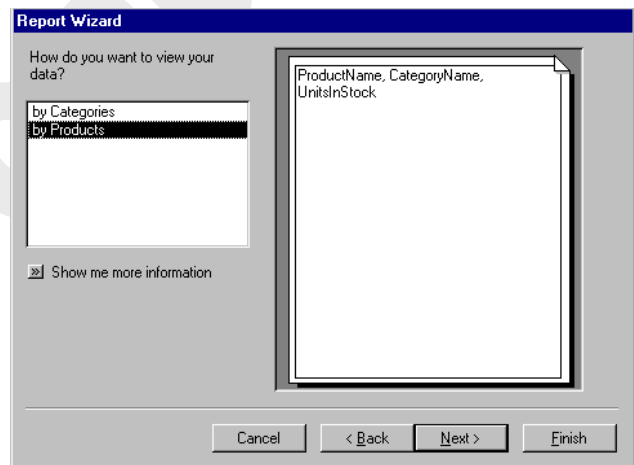 Report Wizard
How do you want to view your
data?
by Categories
by Products
Show me more information
ProductName, CategoryName,
UnitsInStock
Cancel
< Back
Next >
Finish